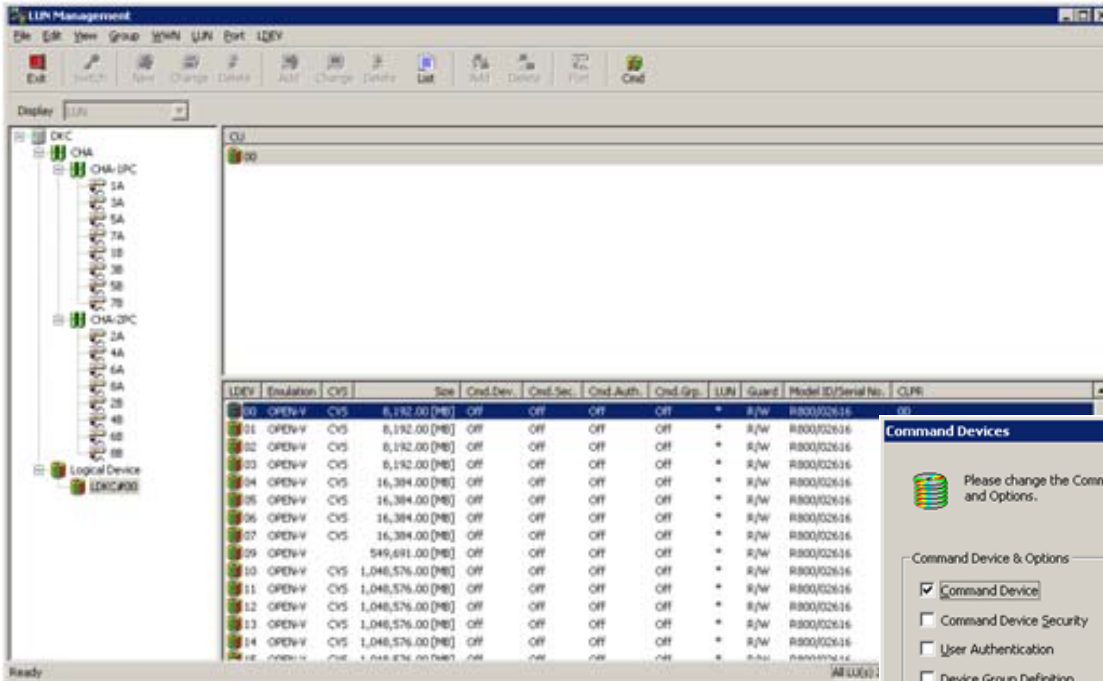 LUN Management
File Edit View Group WWN LUN Port LDEV
Exit Switch New Change Delete Add Change Delete List Add Delete Port Cmd
Display LUN
DKC
CHA
CHA-1PC
1A
3A
5A
7A
1B
3B
5B
7B
CHA-2PC
2A
4A
6A
8A
2B
4B
6B
8B
Logical Device
LDKC#00
CU
00
LDEV Emulation CVS Size Cmd.Dev. Cmd.Sec. Cmd.Auth. Cmd.Grp. LUN Guard Model ID/Serial No. CLPR
00 OPEN-V CVS 8,192.00 [MB] Off Off Off Off * R/W R800/02616 00
01 OPEN-V CVS 8,192.00 [MB] Off Off Off Off * R/W R800/02616
02 OPEN-V CVS 8,192.00 [MB] Off Off Off Off * R/W R800/02616
03 OPEN-V CVS 8,192.00 [MB] Off Off Off Off * R/W R800/02616
04 OPEN-V CVS 16,384.00 [MB] Off Off Off Off * R/W R800/02616
05 OPEN-V CVS 16,384.00 [MB] Off Off Off Off * R/W R800/02616
06 OPEN-V CVS 16,384.00 [MB] Off Off Off Off * R/W R800/02616
07 OPEN-V CVS 16,384.00 [MB] Off Off Off Off * R/W R800/02616
09 OPEN-V 549,691.00 [MB] Off Off Off Off * R/W R800/02616
10 OPEN-V CVS 1,048,576.00 [MB] Off Off Off Off * R/W R800/02616
11 OPEN-V CVS 1,048,576.00 [MB] Off Off Off Off * R/W R800/02616
12 OPEN-V CVS 1,048,576.00 [MB] Off Off Off Off * R/W R800/02616
13 OPEN-V CVS 1,048,576.00 [MB] Off Off Off Off * R/W R800/02616
14 OPEN-V CVS 1,048,576.00 [MB] Off Off Off Off * R/W R800/02616
Command Devices
Please change the Comm
and Options.
Command Device & Options
Command Device
Command Device Security
User Authentication
Device Group Definition
Ready
All LU(s)